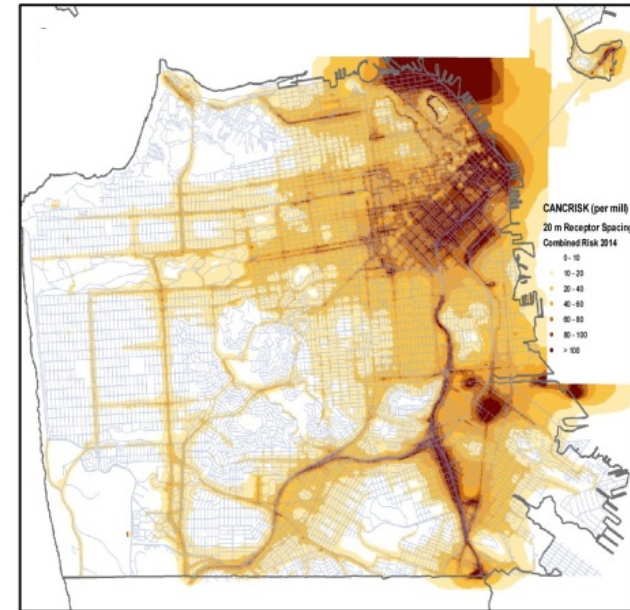 CANCRISK (per mill)
20 m Receptor Spacing
Combined Risk 2014
0 - 10
10 - 20
20 - 40
40 - 60
60 - 80
80 - 100
> 100